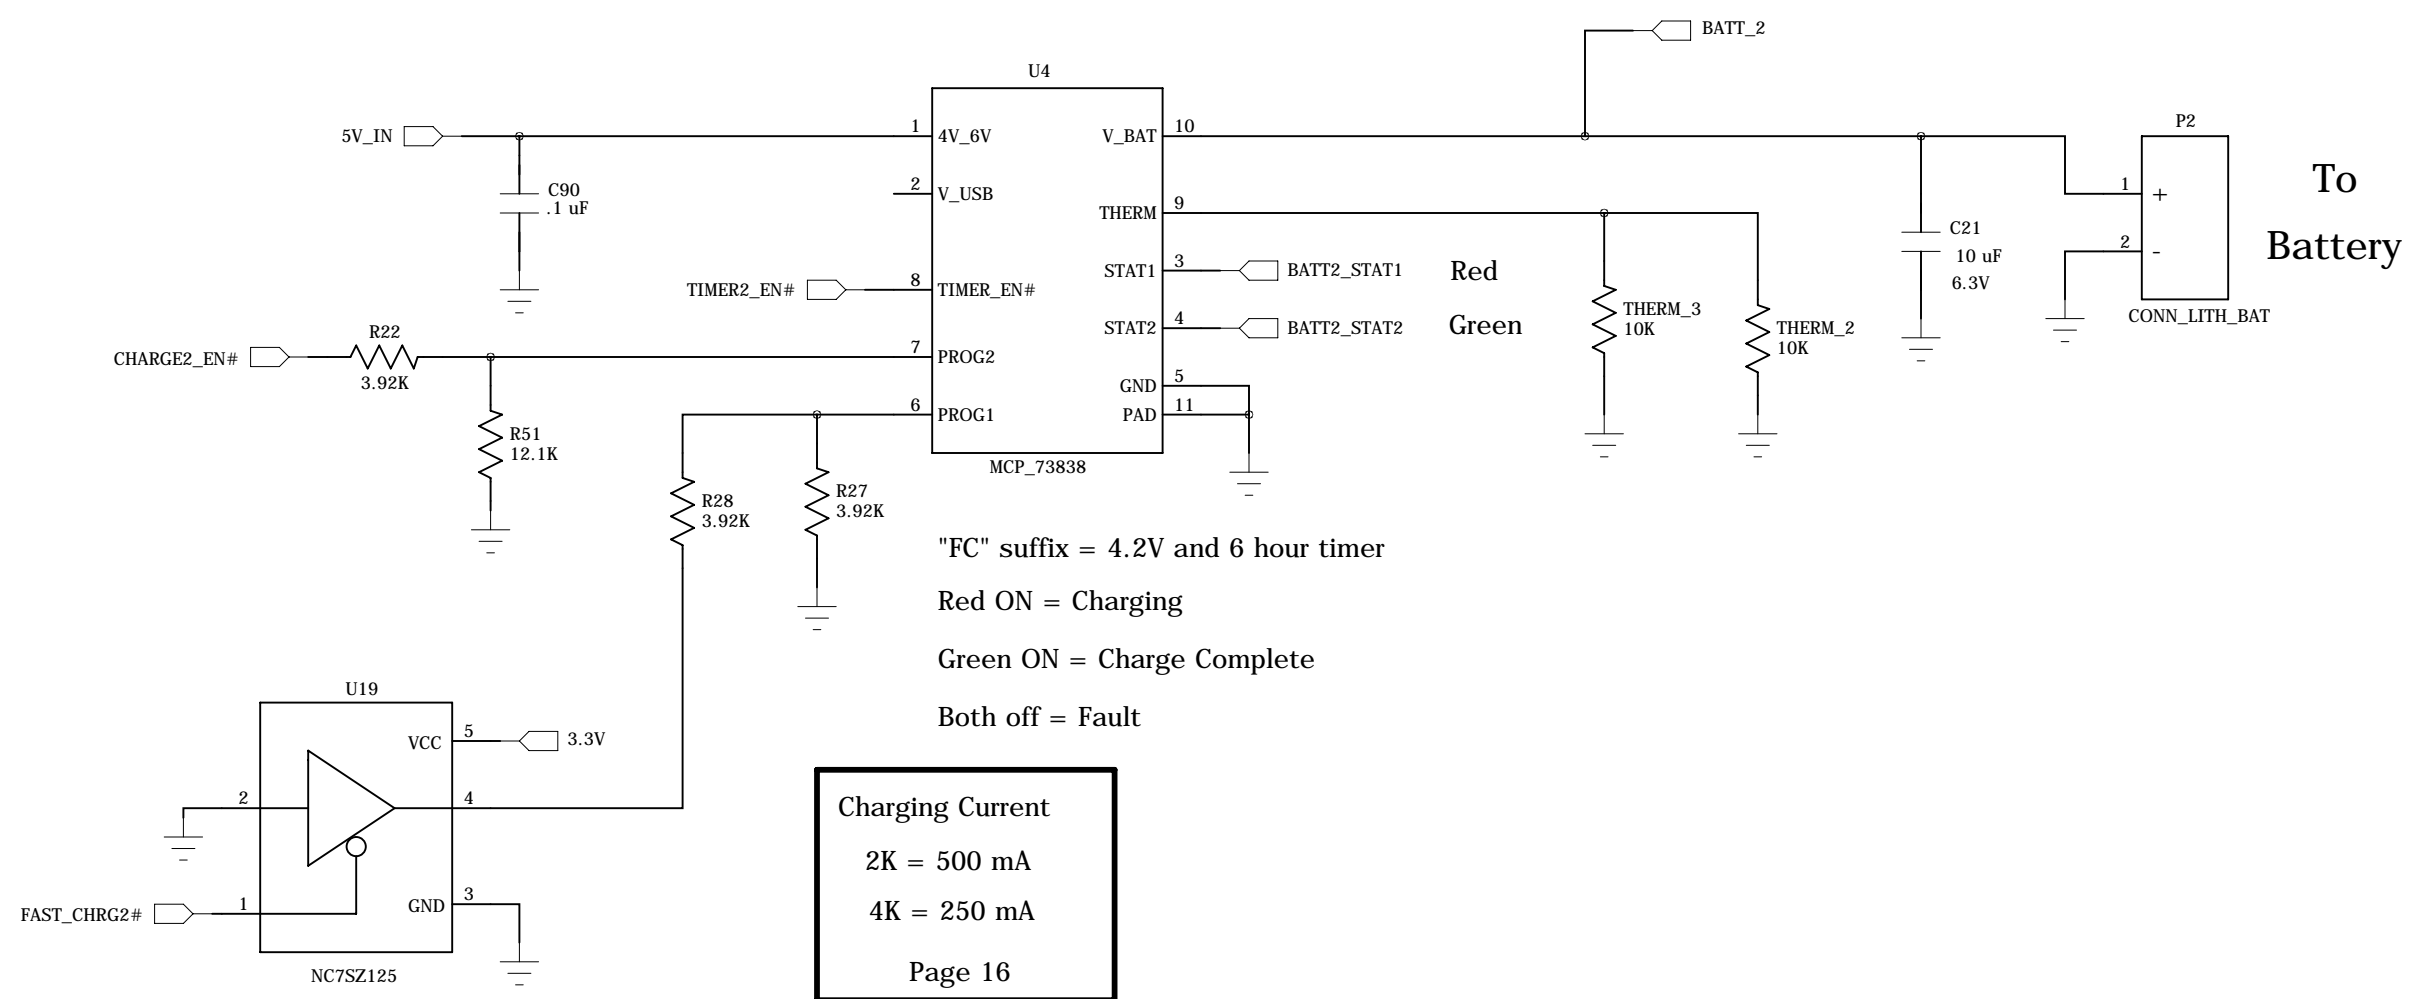 BATT_2
U4
5V_IN
1
4V_6V
V_BAT
10
P2
C90
.1 uF
2
V_USB
1
+
To
THERM
9
C21
10 uF
6.3V
2
-
Battery
CONN_LITH_BAT
STAT1
3
BATT2_STAT1
Red
TIMER2_EN#
8
TIMER_EN#
THERM_3
10K
STAT2
4
BATT2_STAT2
Green
THERM_2
10K
R22
3.92K
CHARGE2_EN#
7
PROG2
GND
5
6
PROG1
PAD
11
R51
12.1K
MCP_73838
R28
3.92K
R27
3.92K
"FC" suffix = 4.2V and 6 hour timer
Red ON = Charging
Green ON = Charge Complete
Both off = Fault
U19
VCC
5
3.3V
2
4
FAST_CHRG2#
1
GND
3
NC7SZ125
Charging Current
2K = 500 mA
4K = 250 mA
Page 16